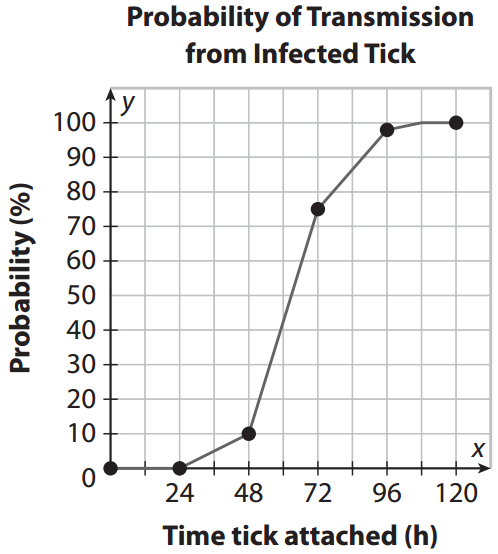 Probability of Transmission
from Infected Tick
y
100
90
80
70
60
50
40
30
20
10
0
Probability (%)
x
24 48 72 96 120
Time tick attached (h)